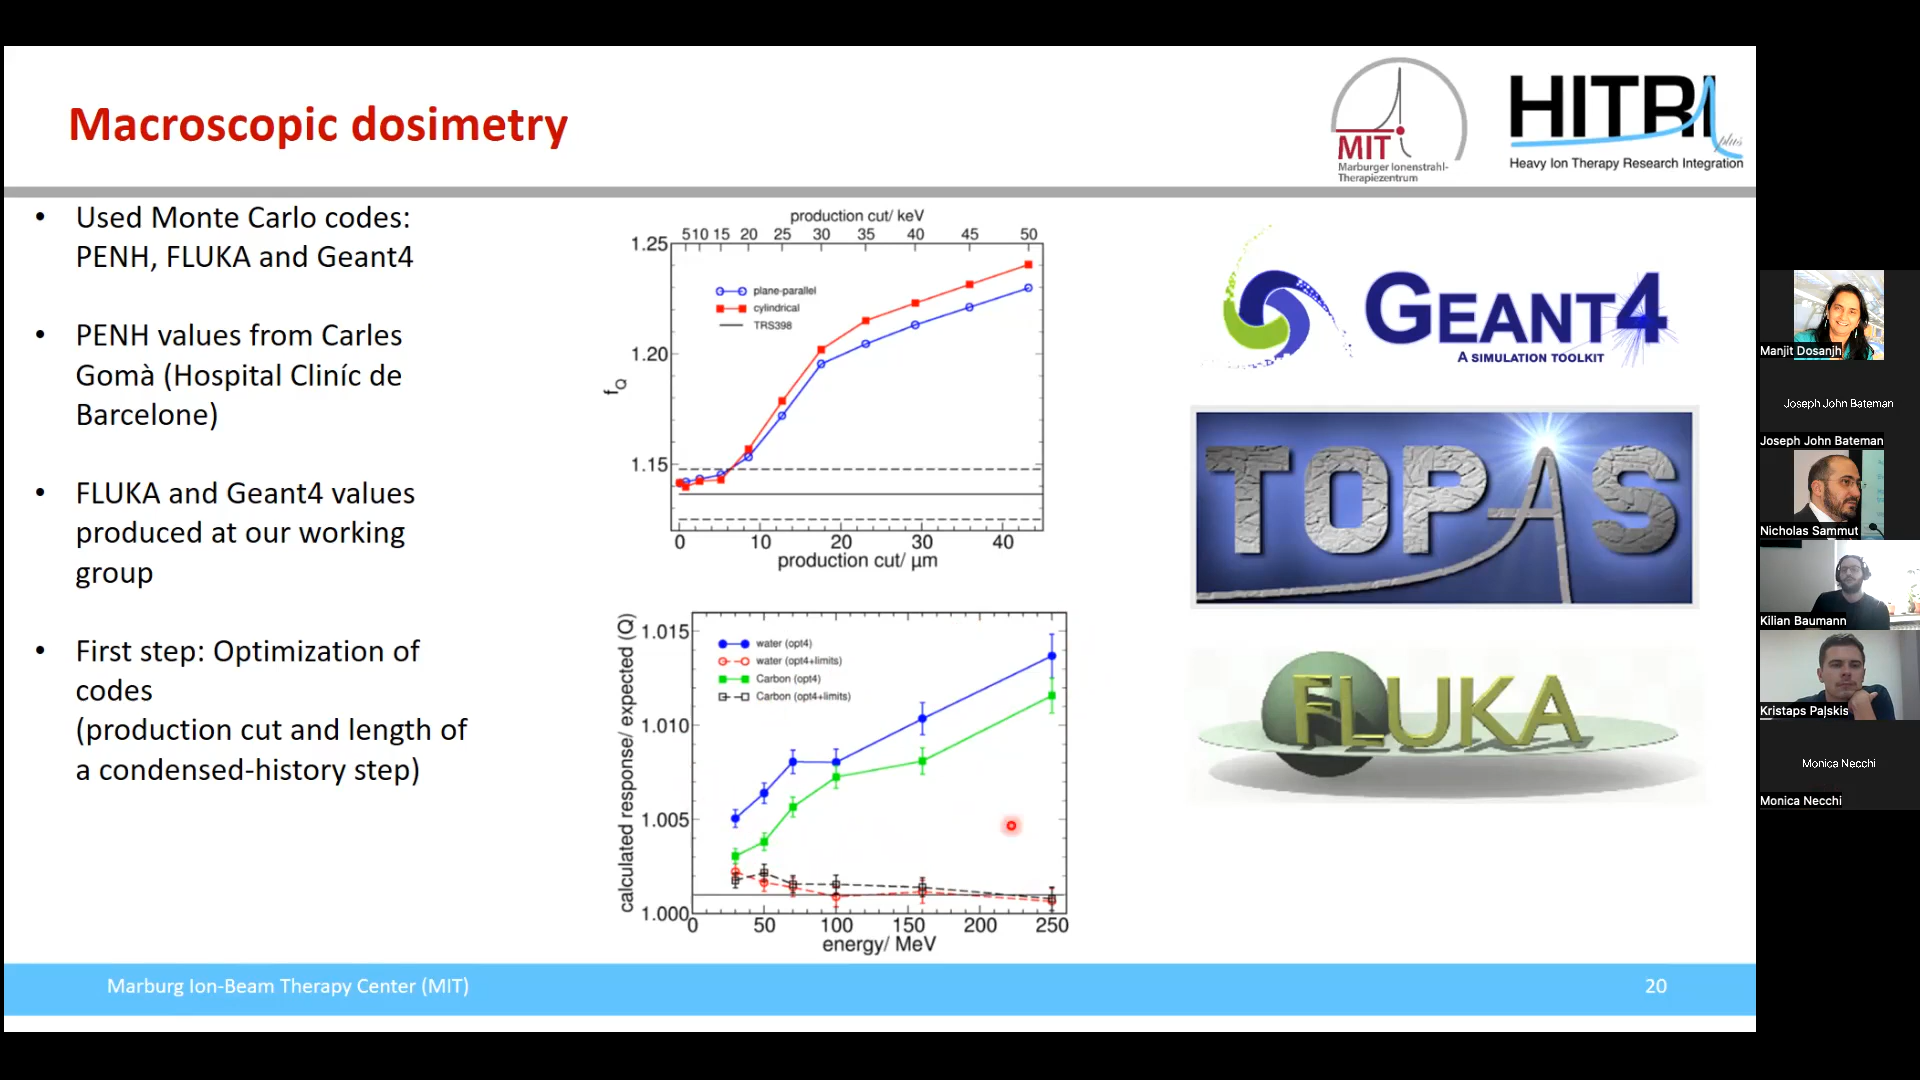 Macroscopic dosimetry
MIT
Marburger Ionenstrahl-
Therapiezentrum
HITRI
plus
Heavy Ion Therapy Research Integration
• Used Monte Carlo codes:
PENH, FLUKA and Geant4
• PENH values from Carles
Gomà (Hospital Cliníc de
Barcelone)
• FLUKA and Geant4 values
produced at our working
group
• First step: Optimization of
codes
(production cut and length of
a condensed-history step)
production cut/ keV
5 10 15 20 25 30 35 40 45 50
1.25
1.20
1.15
fQ
plane-parallel
cylindrical
TRS398
0 10 20 30 40
production cut/ µm
calculated response/ expected (Q)
1.015
1.010
1.005
1.000
water (opt4)
water (opt4+limits)
Carbon (opt4)
Carbon (opt4+limits)
0 50 100 150 200 250
energy/ MeV
GEANT4
A SIMULATION TOOLKIT
TOPAS
FLUKA
Marburg Ion-Beam Therapy Center (MIT)
20
Manjit Dosanjh
Joseph John Bateman
Joseph John Bateman
Nicholas Sammut
Kilian Baumann
Kristaps Paļskis
Monica Necchi
Monica Necchi